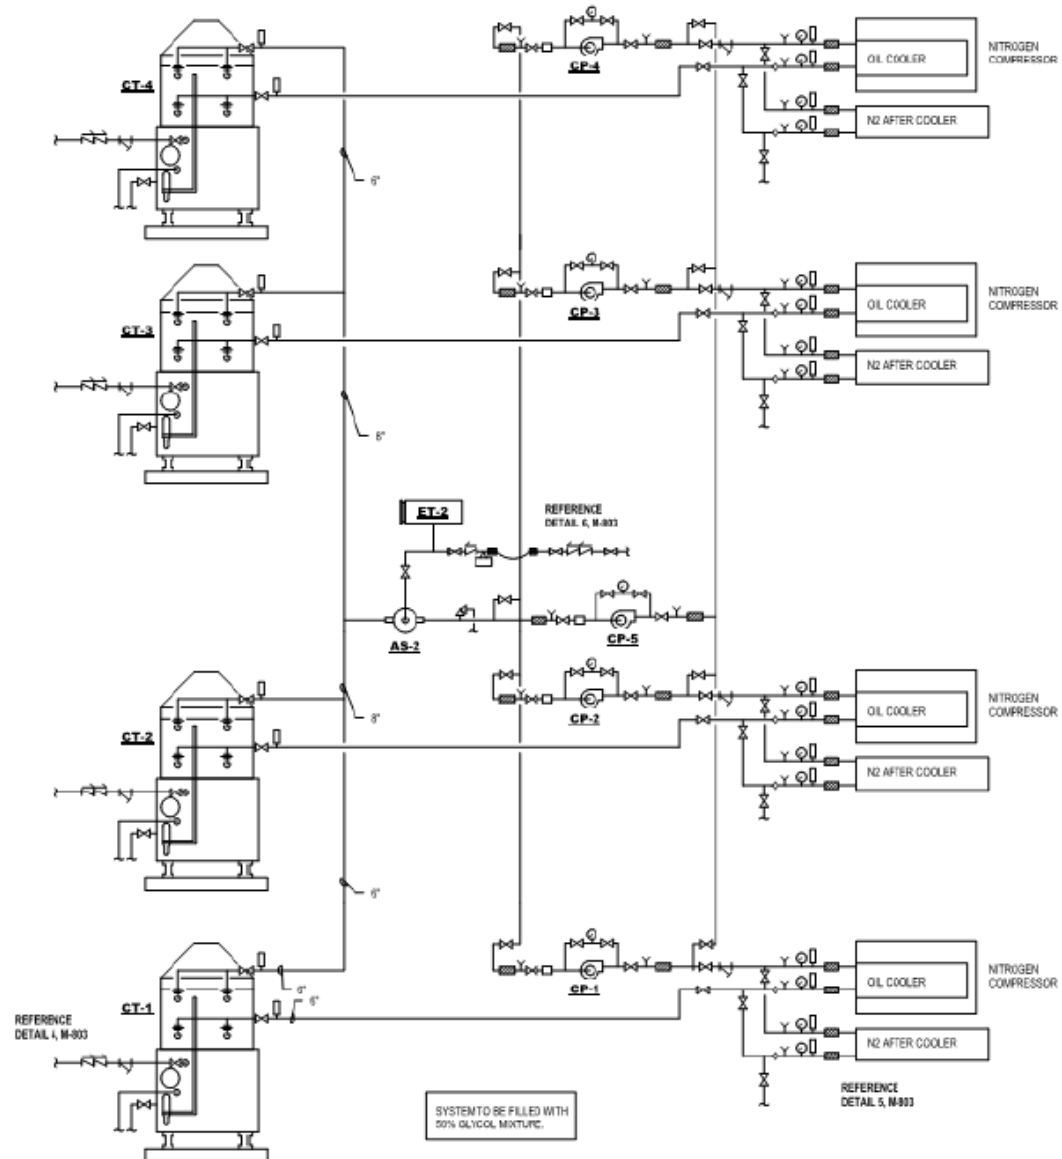 CP-4
OIL COOLER
NITROGEN
COMPRESSOR
CT-4
N2 AFTER COOLER
6"
CP-3
OIL COOLER
NITROGEN
COMPRESSOR
CT-3
N2 AFTER COOLER
8"
ET-2
REFERENCE
DETAIL 6, M-803
AS-2
CP-5
CP-2
OIL COOLER
NITROGEN
COMPRESSOR
CT-2
8"
N2 AFTER COOLER
6"
CP-1
OIL COOLER
NITROGEN
COMPRESSOR
6"
6"
CT-1
REFERENCE
DETAIL 4, M-803
N2 AFTER COOLER
REFERENCE
DETAIL 5, M-803
SYSTEM TO BE FILLED WITH
50% GLYCOL MIXTURE.